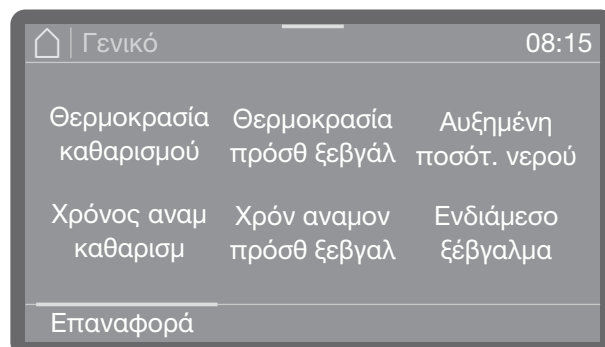 Γενικό 08:15
Θερμοκρασία Θερμοκρασία Αυξημένη
καθαρισμού πρόσθ ξεβγάλ ποσότ. νερού
Χρόνος αναμ Χρόν αναμον Ενδιάμεσο
καθαρισμ πρόσθ ξεβγαλ ξέβγαλμα
Επαναφορά